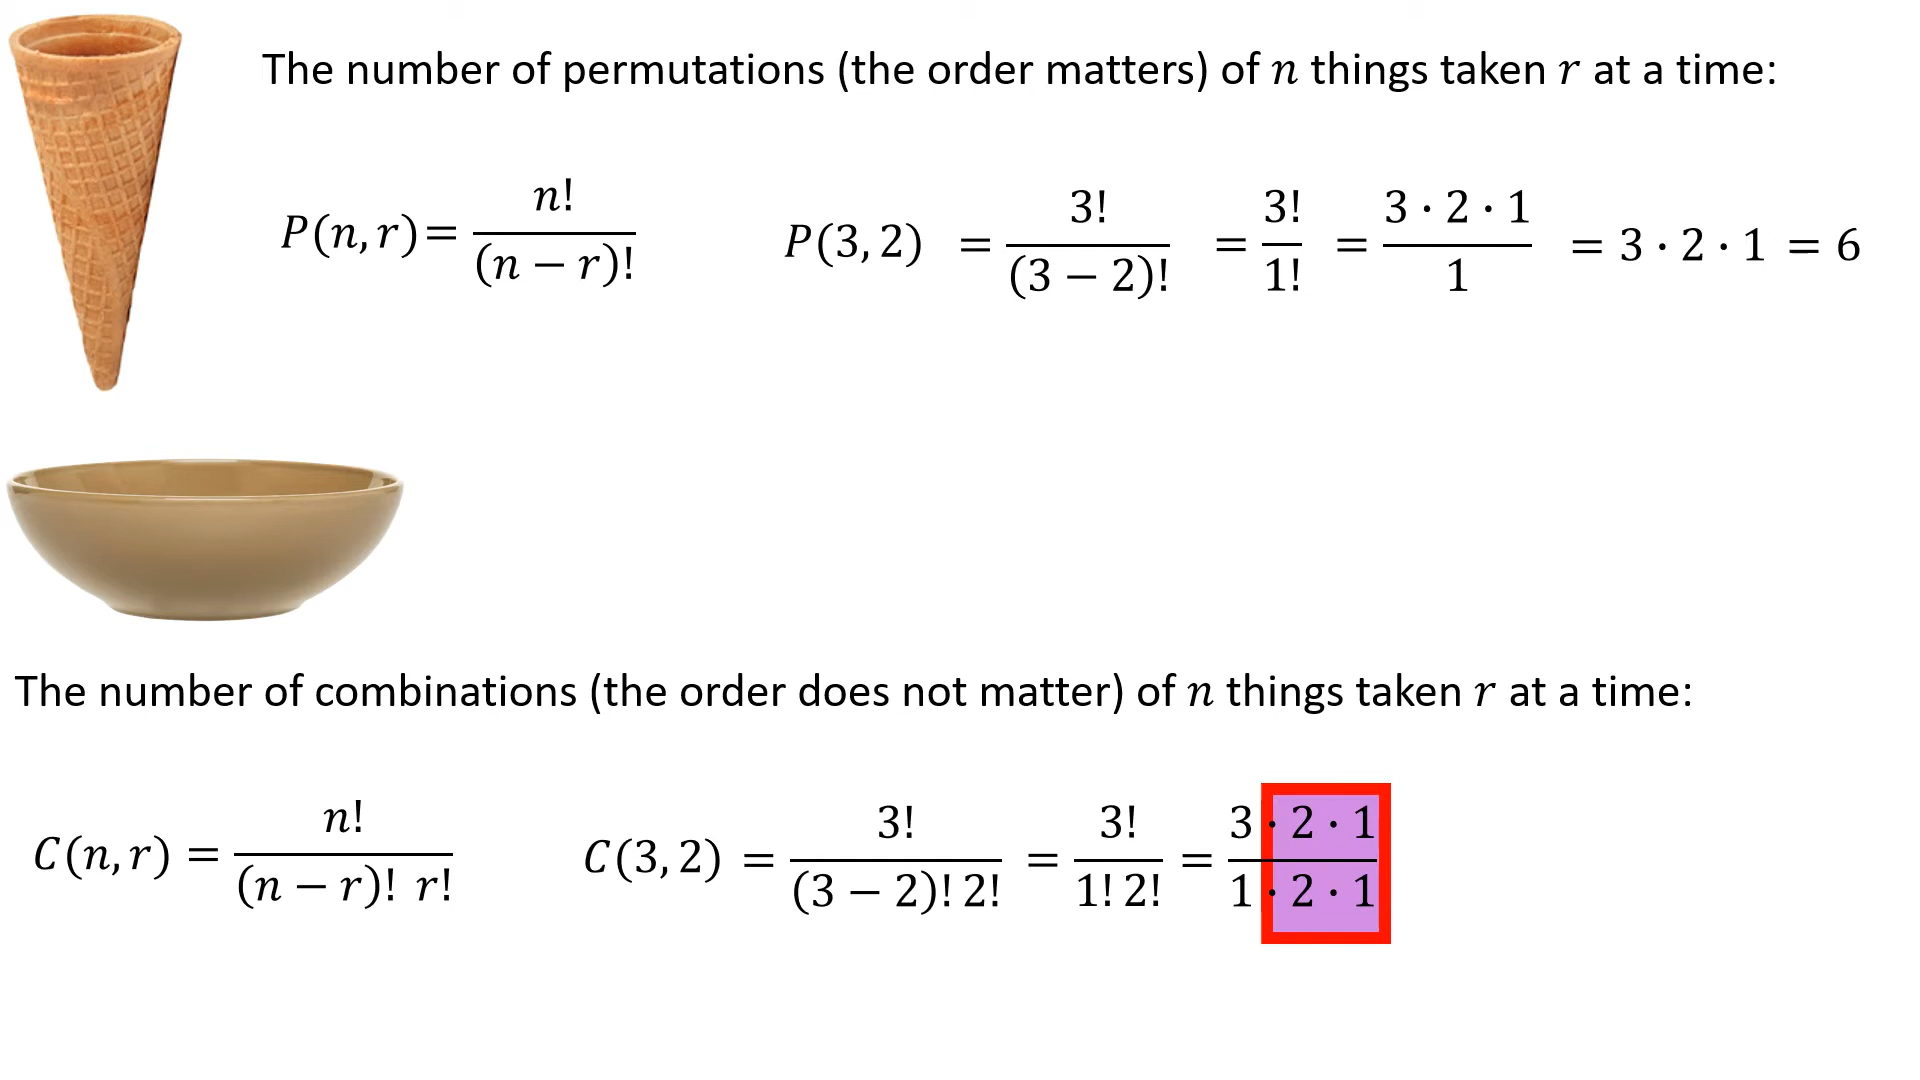 The number of permutations (the order matters) of n things taken r at a time:
P(n, r) = n! / (n − r)!
P(3, 2) = 3! / (3 − 2)! = 3! / 1! = 3 · 2 · 1 / 1 = 3 · 2 · 1 = 6
The number of combinations (the order does not matter) of n things taken r at a time:
C(n, r) = n! / (n − r)! r!
C(3, 2) = 3! / (3 − 2)! 2! = 3! / 1! 2! = 3 · 2 · 1 / 1 · 2 · 1